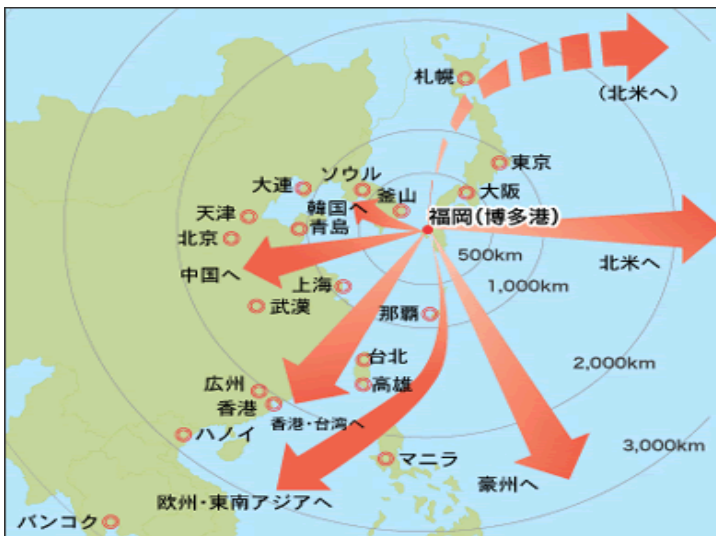 札幌
(北米へ)
東京
ソウル
大連
釜山
大阪
韓国へ
天津
青島
福岡(博多港)
北京
500km
北米へ
中国へ
上海
1,000km
武漢
那覇
台北
2,000km
広州
高雄
香港
香港・台湾へ
ハノイ
3,000km
マニラ
豪州へ
欧州・東南アジアへ
バンコク